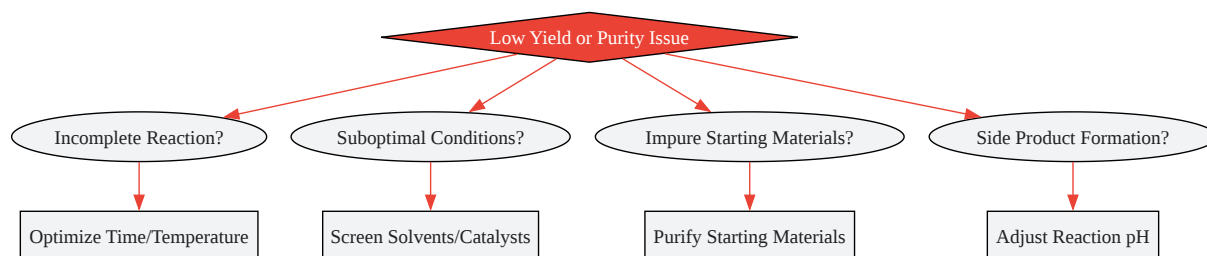 Low Yield or Purity Issue
Incomplete Reaction?
Suboptimal Conditions?
Impure Starting Materials?
Side Product Formation?
Optimize Time/Temperature
Screen Solvents/Catalysts
Purify Starting Materials
Adjust Reaction pH